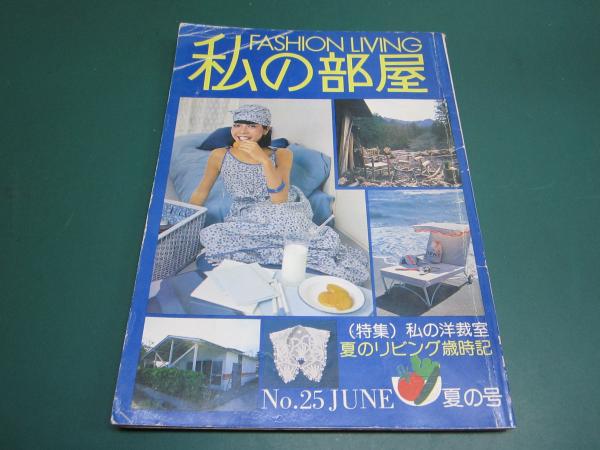 FASHION LIVING
私の部屋
(特集) 私の洋裁室
夏のリビング歳時記
No.25 JUNE 夏の号